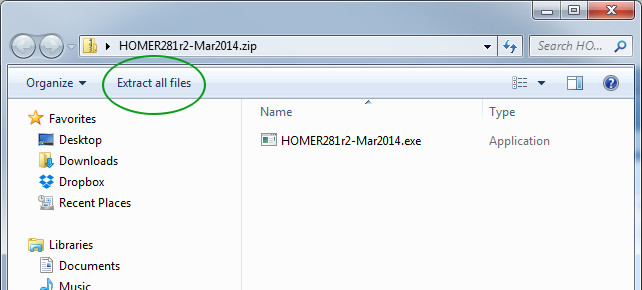 HOMER281r2-Mar2014.zip
Search HO...
Organize
Extract all files
Name
Type
Favorites
Desktop
Downloads
Dropbox
Recent Places
HOMER281r2-Mar2014.exe
Application
Libraries
Documents
Music